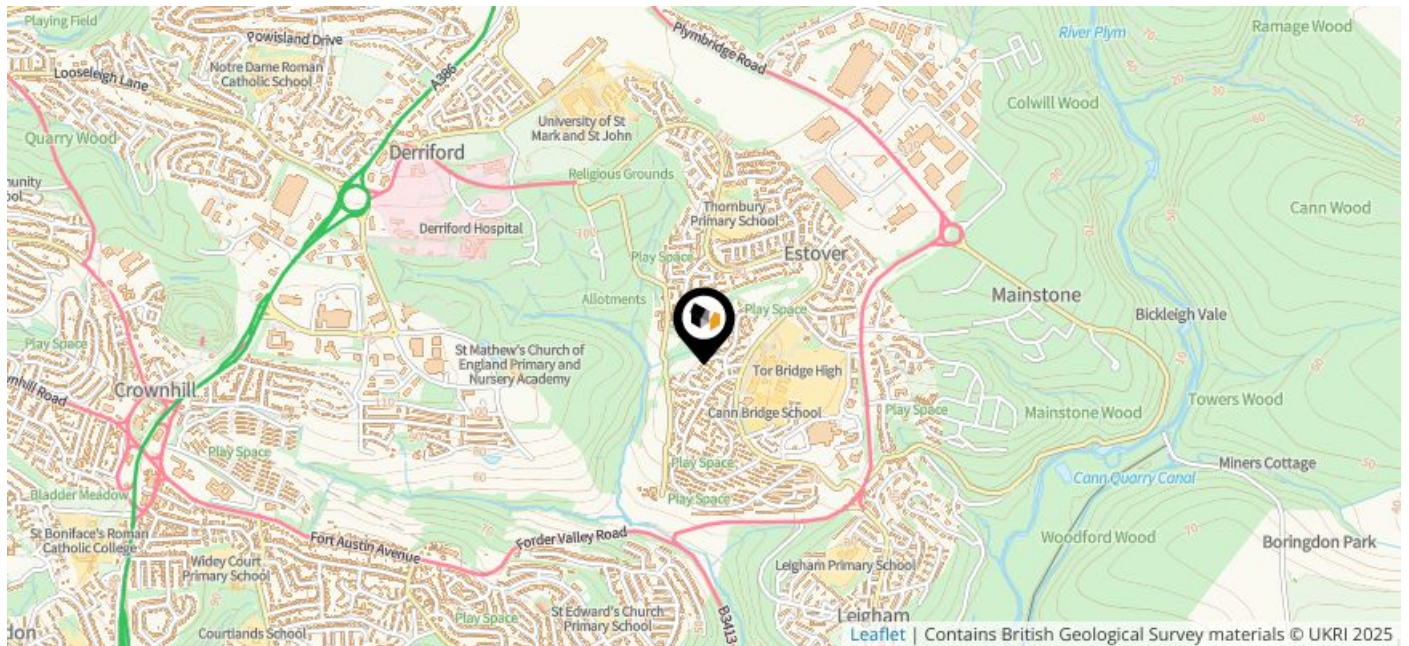 Playing Field
Powisland Drive
Looseleigh Lane
Notre Dame Roman
Catholic School
A386
Plymbridge Road
River Plym
Ramage Wood
Colwill Wood
Quarry Wood
Derriford
University of St
Mark and St John
Religious Grounds
Derriford Hospital
Thornbury
Primary School
Estover
Cann Wood
Play Space
Allotments
Play Space
Mainstone
Bickleigh Vale
Play Space
St Mathew's Church of
England Primary and
Nursery Academy
Tor Bridge High
Crownhill
Cann Bridge School
Play Space
Mainstone Wood
Towers Wood
Play Space
Play Space
Miners Cottage
Cann Quarry Canal
Bladder Meadow
Play Space
St Boniface's Roman
Catholic College
Fort Austin Avenue
Forder Valley Road
Woodford Wood
Boringdon Park
Widey Court
Primary School
Leigham Primary School
Play Space
St Edward's Church
Primary School
B3413
Leigham
Courtlands School
Leaflet | Contains British Geological Survey materials © UKRI 2025